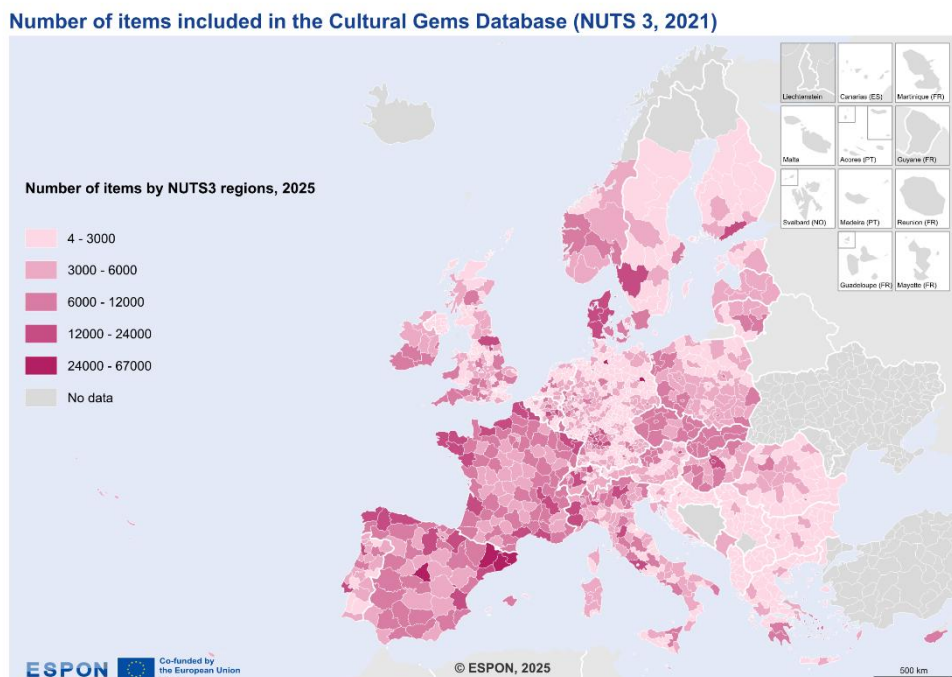 Number of items included in the Cultural Gems Database (NUTS 3, 2021)
Liechtenstein
Canarias (ES)
Martinique (FR)
Malta
Acores (PT)
Guyane (FR)
Svalbard (NO)
Madeira (PT)
Reunion (FR)
Guadeloupe (FR)
Mayotte (FR)
Number of items by NUTS3 regions, 2025
4 - 3000
3000 - 6000
6000 - 12000
12000 - 24000
24000 - 67000
No data
ESPON
Co-funded by
the European Union
© ESPON, 2025
500 km